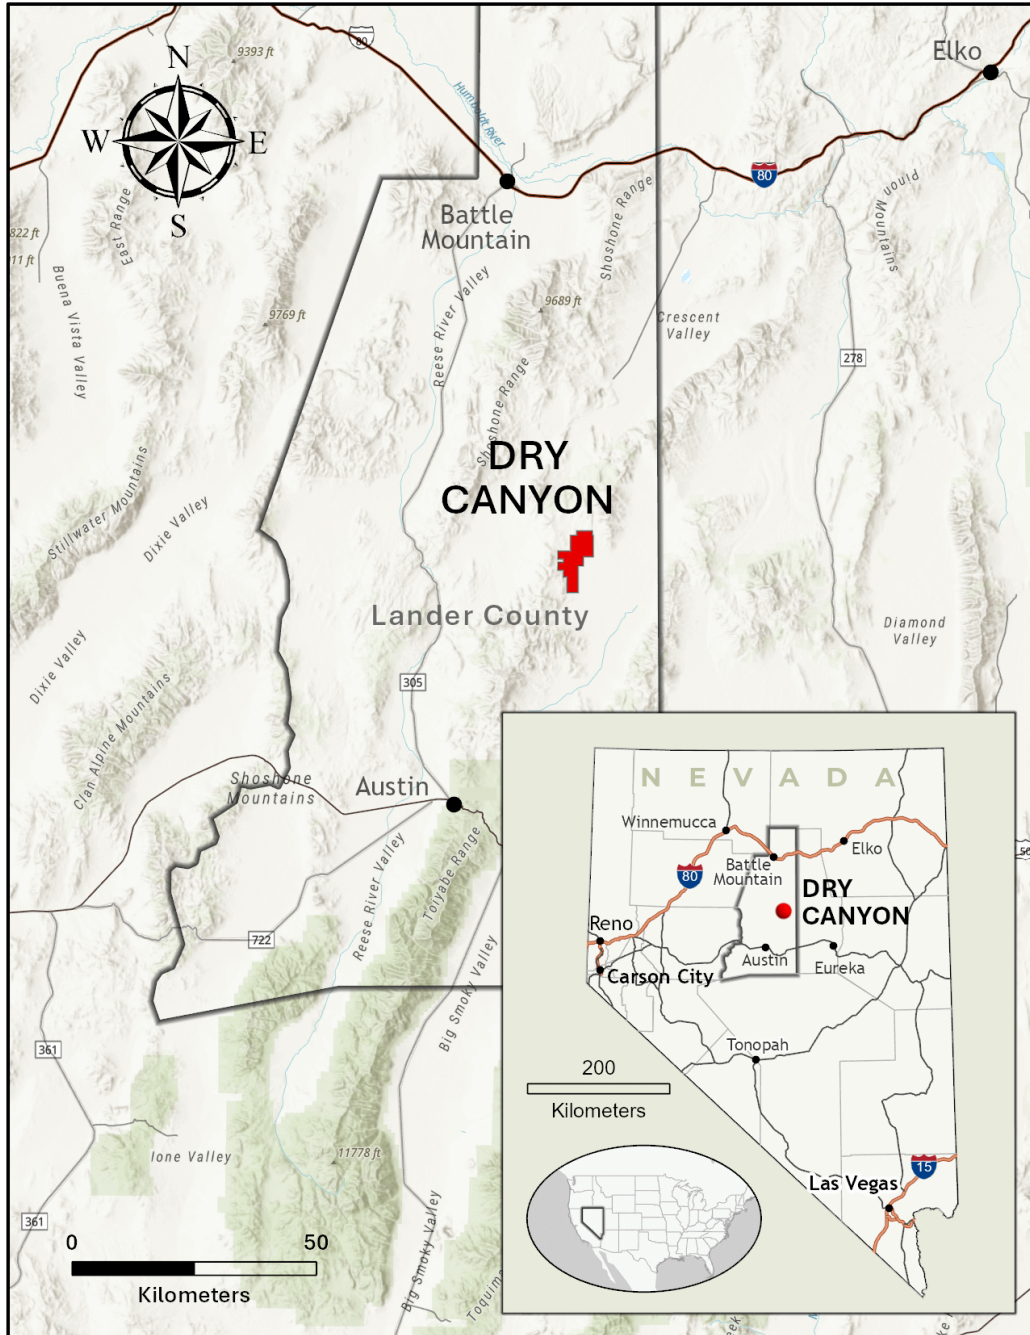 9393 ft
80
N
W
E
S
Elko
Humboldt River
80
Battle
Mountain
East Range
822 ft
11 ft
Buena Vista Valley
9769 ft
Reese River Valley
Shoshone Range
9689 ft
Piñon
Mountains
Crescent
Valley
278
Shoshone Range
DRY
CANYON
Stillwater Mountains
Dixie Valley
Lander County
Dixie Valley
Diamond
Valley
305
Clan Alpine Mountains
Shoshone
Mountains
Austin
Reese River Valley
Toiyabe Range
722
Big Smoky Valley
361
Ione Valley
11778 ft
361
Big Smoky Valley
0 50
Kilometers
50
NEVADA
Winnemucca
Elko
Battle
Mountain
80
DRY
CANYON
Reno
Austin
Eureka
Carson City
Tonopah
200
Kilometers
15
Las Vegas